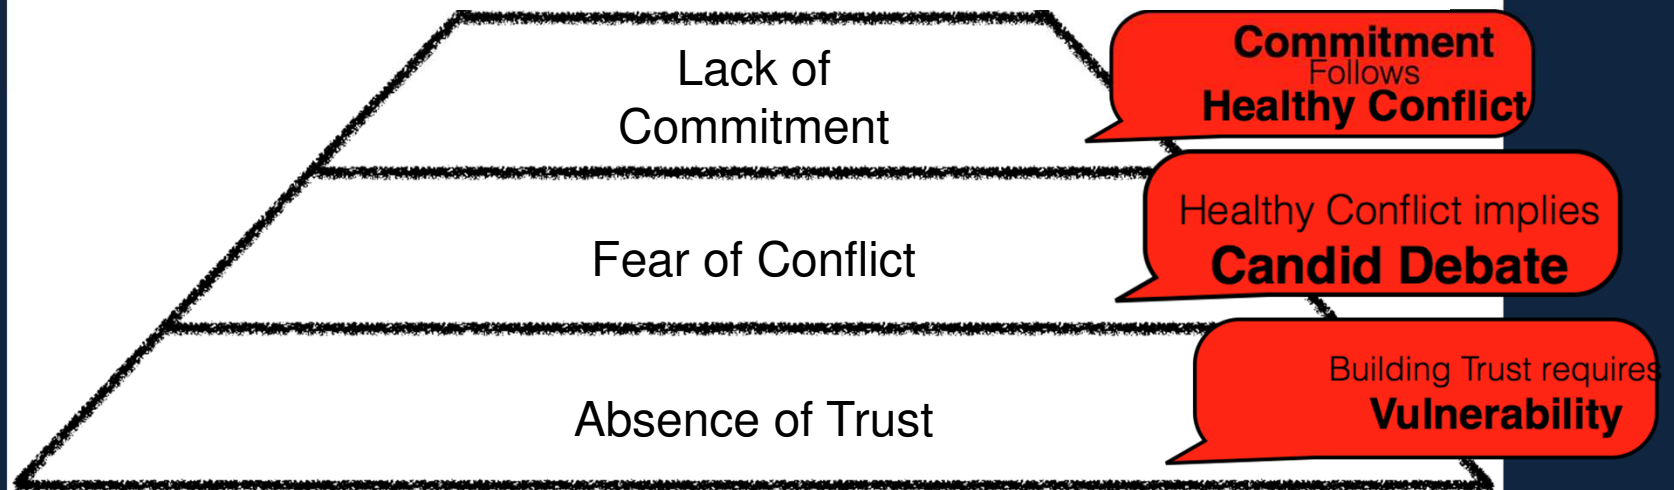 Lack of
Commitment
Commitment
Follows
Healthy Conflict
Fear of Conflict
Healthy Conflict implies
Candid Debate
Absence of Trust
Building Trust requires
Vulnerability